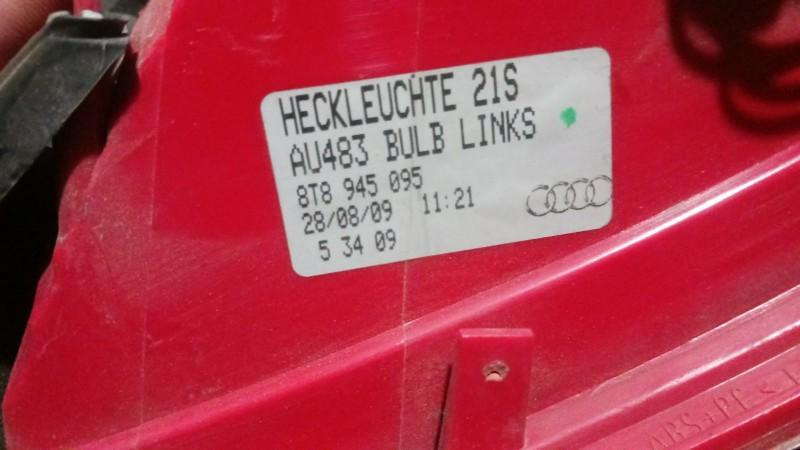 HECKLEUCHTE 21S
AU483 BULB LINKS
8T8 945 095
28/08/09 11:21
5 34 09